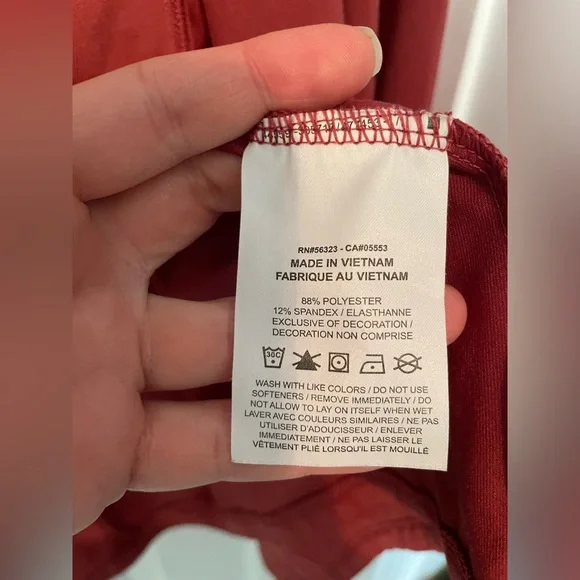 RN#56323 - CA#05553
MADE IN VIETNAM
FABRIQUE AU VIETNAM
88% POLYESTER
12% SPANDEX / ELASTHANNE
EXCLUSIVE OF DECORATION /
DECORATION NON COMPRISE
30C
WASH WITH LIKE COLORS / DO NOT USE
SOFTENERS / REMOVE IMMEDIATELY / DO
NOT ALLOW TO LAY ON ITSELF WHEN WET
LAVER AVEC COULEURS SIMILAIRES / NE PAS
UTILISER D'ADOUCISSEUR / ENLEVER
IMMÉDIATEMENT / NE PAS LAISSER LE
VÊTEMENT PLIÉ LORSQU'IL EST MOUILLÉ